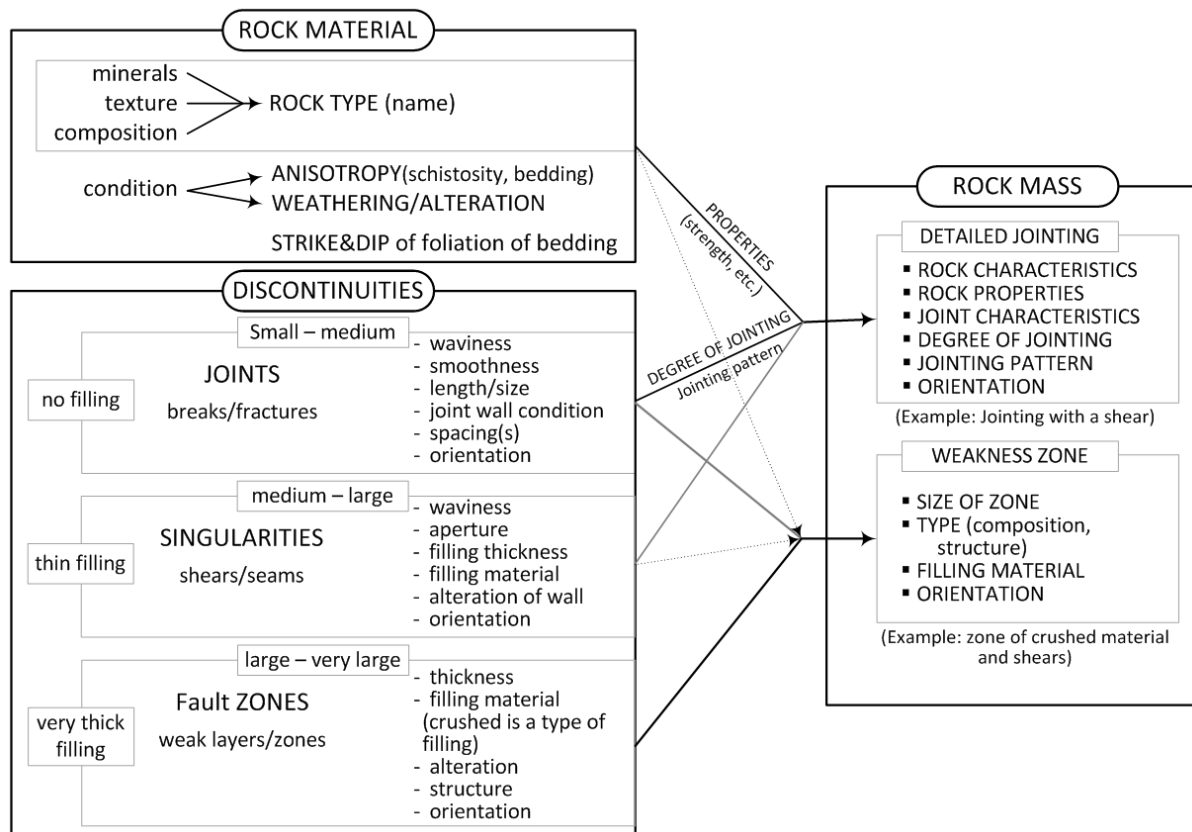 ROCK MATERIAL
minerals
texture
composition
ROCK TYPE (name)
condition
ANISOTROPY(schistosity, bedding)
WEATHERING/ALTERATION
STRIKE&DIP of foliation of bedding
DISCONTINUITIES
Small – medium
no filling
JOINTS
breaks/fractures
- waviness
- smoothness
- length/size
- joint wall condition
- spacing(s)
- orientation
medium – large
thin filling
SINGULARITIES
shears/seams
- waviness
- aperture
- filling thickness
- filling material
- alteration of wall
- orientation
large – very large
very thick
filling
Fault ZONES
weak layers/zones
- thickness
- filling material
(crushed is a type of
filling)
- alteration
- structure
- orientation
PROPERTIES
(strength, etc.)
DEGREE OF JOINTING
Jointing pattern
ROCK MASS
DETAILED JOINTING
▪ ROCK CHARACTERISTICS
▪ ROCK PROPERTIES
▪ JOINT CHARACTERISTICS
▪ DEGREE OF JOINTING
▪ JOINTING PATTERN
▪ ORIENTATION
(Example: Jointing with a shear)
WEAKNESS ZONE
▪ SIZE OF ZONE
▪ TYPE (composition,
structure)
▪ FILLING MATERIAL
▪ ORIENTATION
(Example: zone of crushed material
and shears)